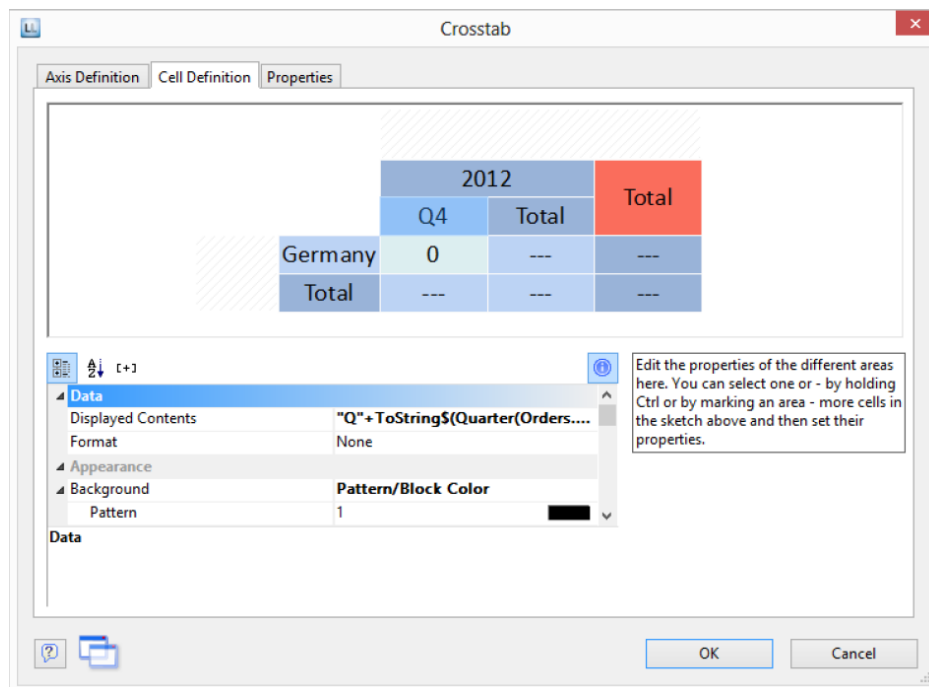 LL
Crosstab
Axis Definition Cell Definition Properties
2012 Total
Q4 Total
Germany 0 --- ---
Total --- --- ---
A
Z [+]
Data
Displayed Contents "Q"+ToString$(Quarter(Orders....
Format None
Appearance
Background Pattern/Block Color
Pattern 1
Data
Edit the properties of the different areas
here. You can select one or - by holding
Ctrl or by marking an area - more cells in
the sketch above and then set their
properties.
OK Cancel